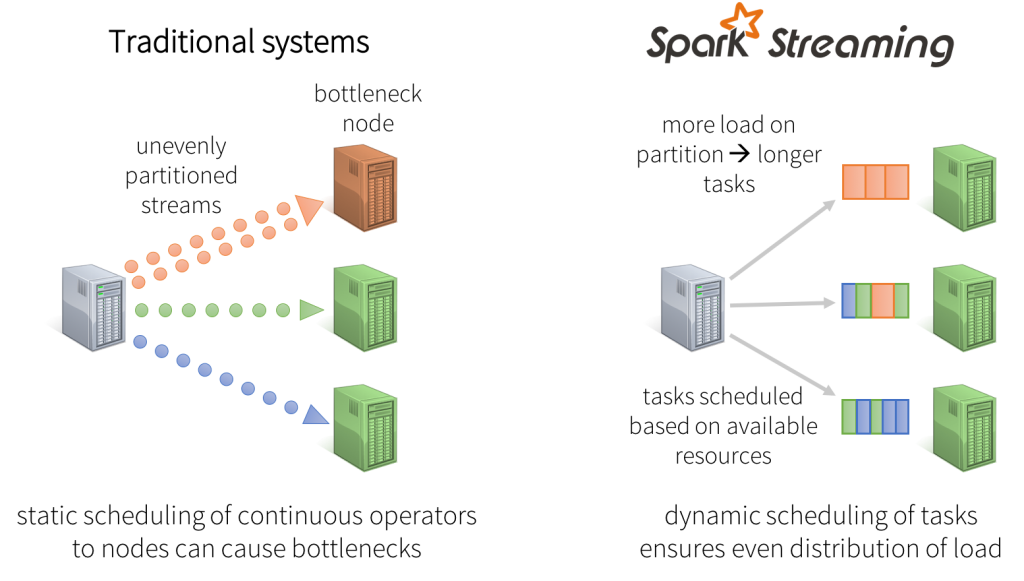 Traditional systems
bottleneck
node
unevenly
partitioned
streams
static scheduling of continuous operators
to nodes can cause bottlenecks
Spark Streaming
more load on
partition → longer
tasks
tasks scheduled
based on available
resources
dynamic scheduling of tasks
ensures even distribution of load